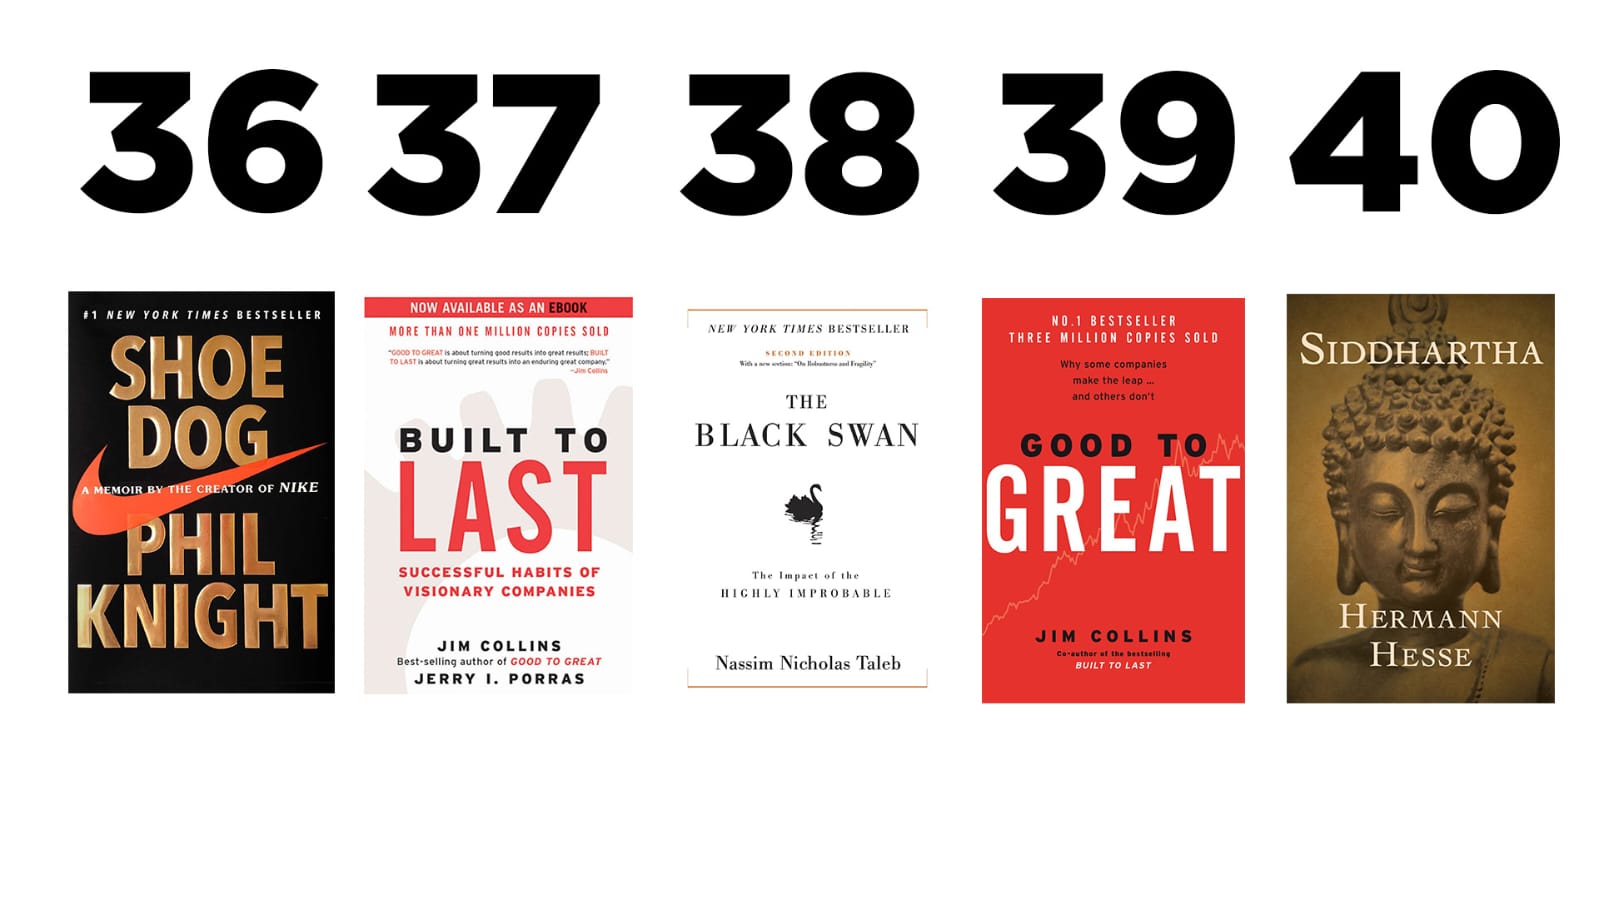 36 37 38 39 40
#1 NEW YORK TIMES BESTSELLER
SHOE
DOG
A MEMOIR BY THE CREATOR OF NIKE
PHIL
KNIGHT
NOW AVAILABLE AS AN EBOOK
MORE THAN ONE MILLION COPIES SOLD
"GOOD TO GREAT is about turning good results into great results; BUILT
TO LAST is about turning great results into an enduring great company."
—Jim Collins
BUILT TO
LAST
SUCCESSFUL HABITS OF
VISIONARY COMPANIES
JIM COLLINS
Best-selling author of GOOD TO GREAT
JERRY I. PORRAS
NEW YORK TIMES BESTSELLER
SECOND EDITION
With a new section: "On Robustness and Fragility"
THE
BLACK SWAN
The Impact of the
HIGHLY IMPROBABLE
Nassim Nicholas Taleb
NO.1 BESTSELLER
THREE MILLION COPIES SOLD
Why some companies
make the leap ...
and others don't
GOOD TO
GREAT
JIM COLLINS
Co-author of the bestselling
BUILT TO LAST
SIDDHARTHA
HERMANN
HESSE